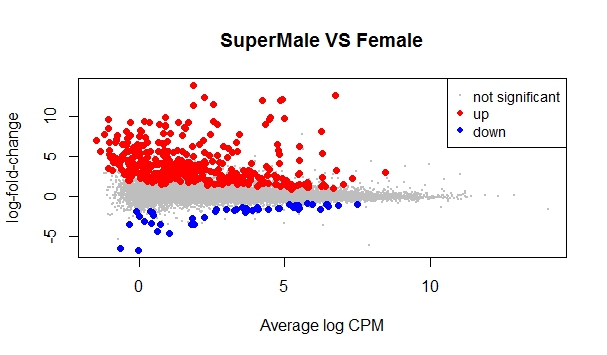 SuperMale VS Female
not significant
up
down
log-fold-change
10
5
0
-5
0 5 10
Average log CPM